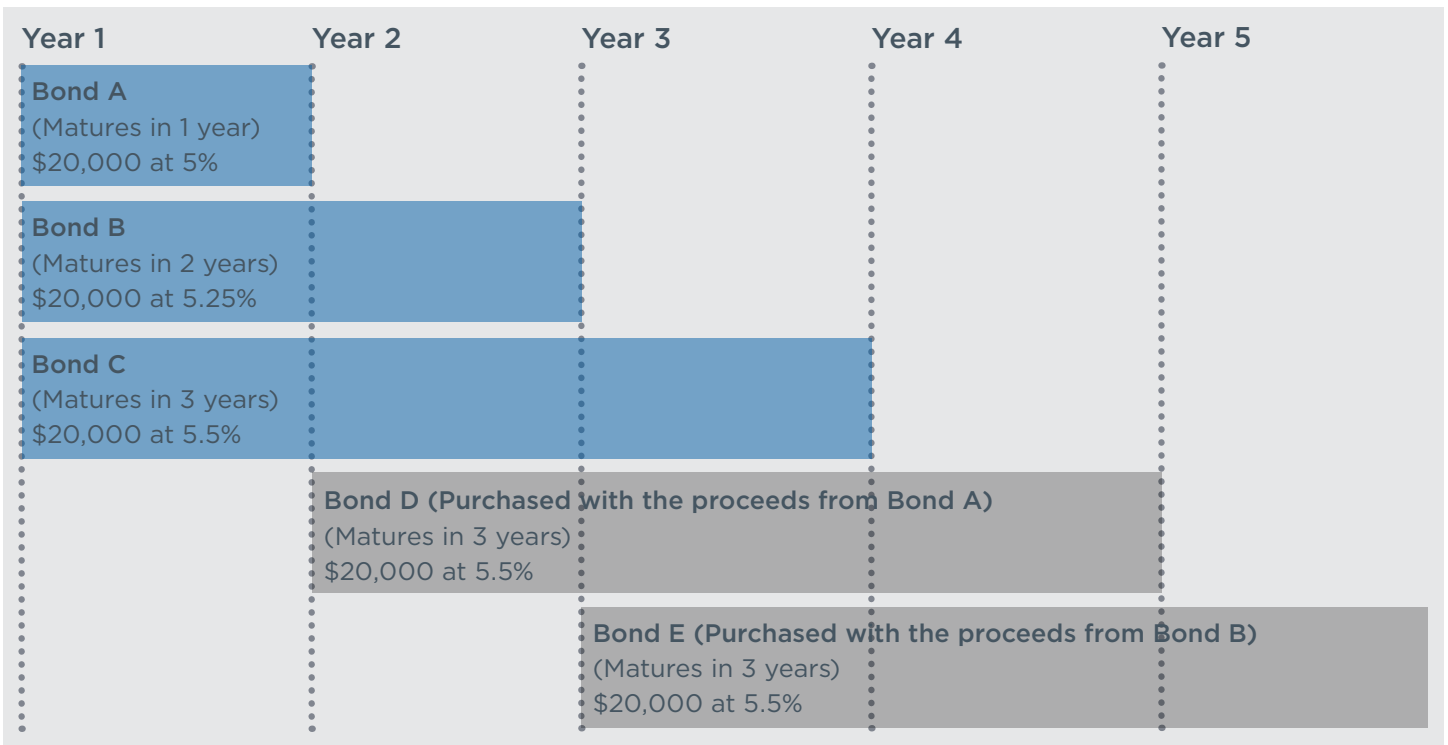 Year 1 Year 2 Year 3 Year 4 Year 5
Bond A
(Matures in 1 year)
$20,000 at 5%
Bond B
(Matures in 2 years)
$20,000 at 5.25%
Bond C
(Matures in 3 years)
$20,000 at 5.5%
Bond D (Purchased with the proceeds from Bond A)
(Matures in 3 years)
$20,000 at 5.5%
Bond E (Purchased with the proceeds from Bond B)
(Matures in 3 years)
$20,000 at 5.5%